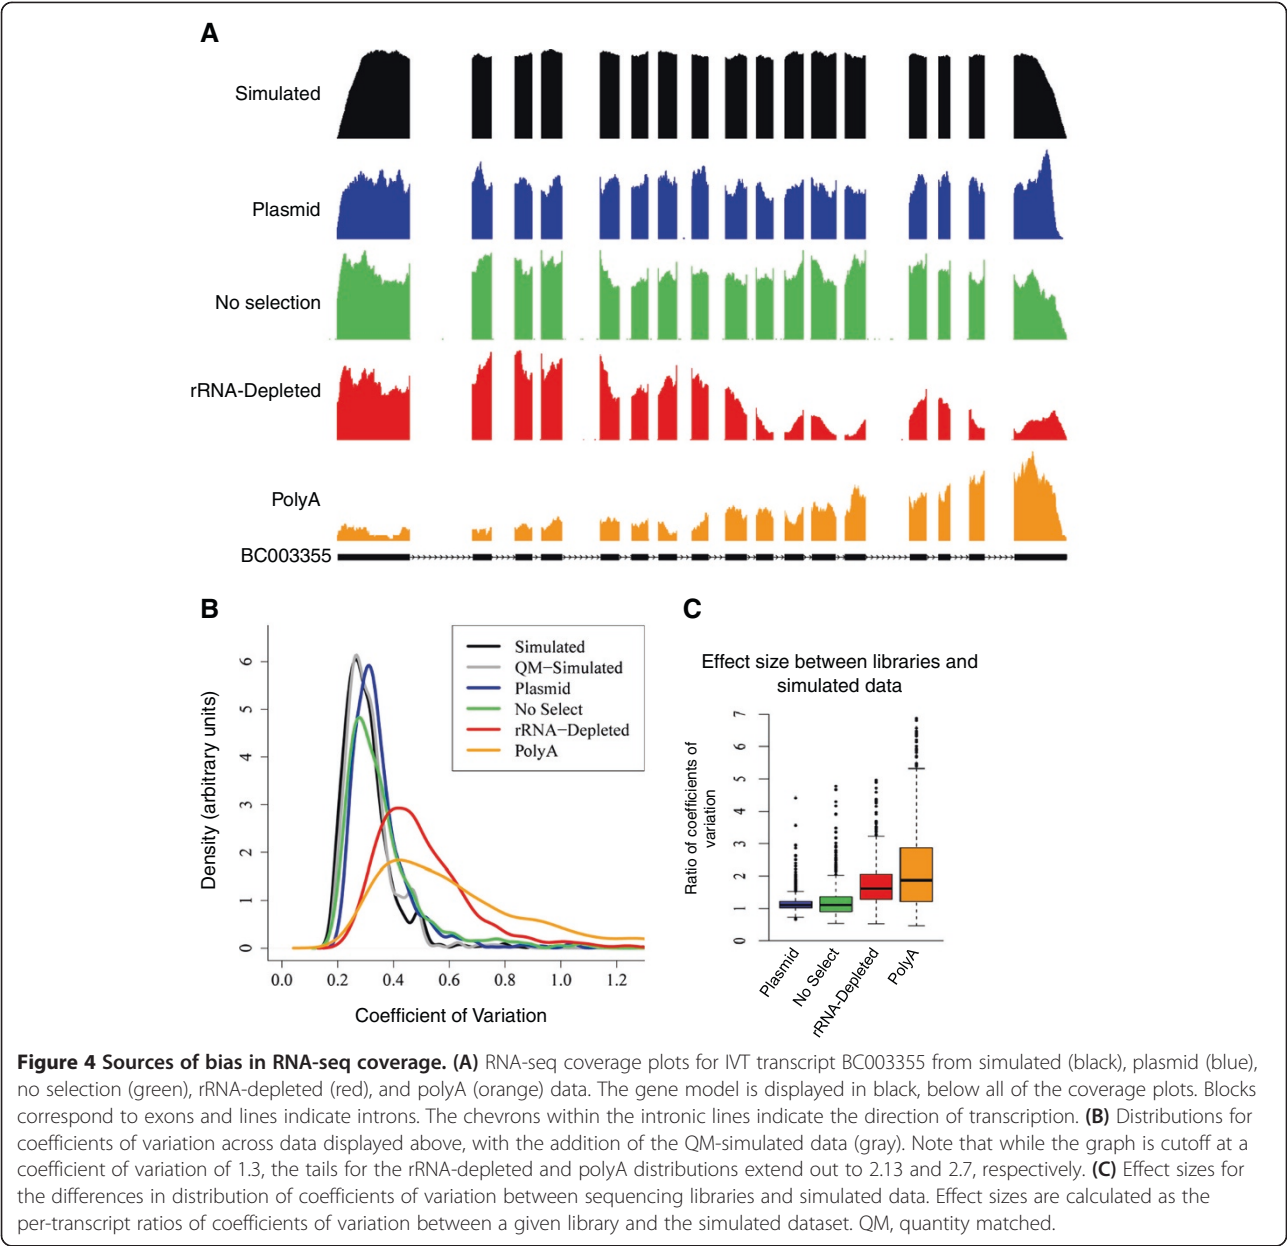 A
Simulated
Plasmid
No selection
rRNA-Depleted
PolyA
BC003355
B
Density (arbitrary units)
6
5
4
3
2
1
0
0.0 0.2 0.4 0.6 0.8 1.0 1.2
Coefficient of Variation
Simulated
QM−Simulated
Plasmid
No Select
rRNA−Depleted
PolyA
C
Effect size between libraries and
simulated data
Ratio of coefficients of
variation
7
6
5
4
3
2
1
0
Plasmid
No Select
rRNA-Depleted
PolyA
Figure 4 Sources of bias in RNA-seq coverage. (A) RNA-seq coverage plots for IVT transcript BC003355 from simulated (black), plasmid (blue),
no selection (green), rRNA-depleted (red), and polyA (orange) data. The gene model is displayed in black, below all of the coverage plots. Blocks
correspond to exons and lines indicate introns. The chevrons within the intronic lines indicate the direction of transcription. (B) Distributions for
coefficients of variation across data displayed above, with the addition of the QM-simulated data (gray). Note that while the graph is cutoff at a
coefficient of variation of 1.3, the tails for the rRNA-depleted and polyA distributions extend out to 2.13 and 2.7, respectively. (C) Effect sizes for
the differences in distribution of coefficients of variation between sequencing libraries and simulated data. Effect sizes are calculated as the
per-transcript ratios of coefficients of variation between a given library and the simulated dataset. QM, quantity matched.